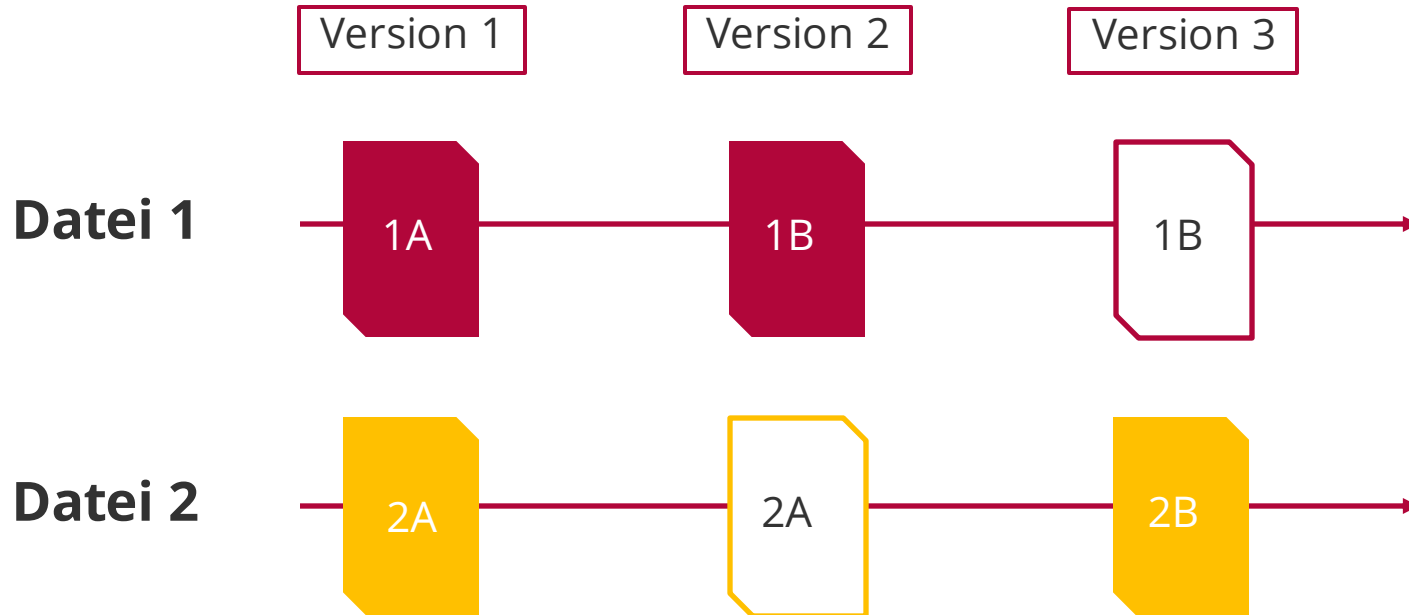 Version 1 Version 2 Version 3
Datei 1 1A 1B 1B
Datei 2 2A 2A 2B